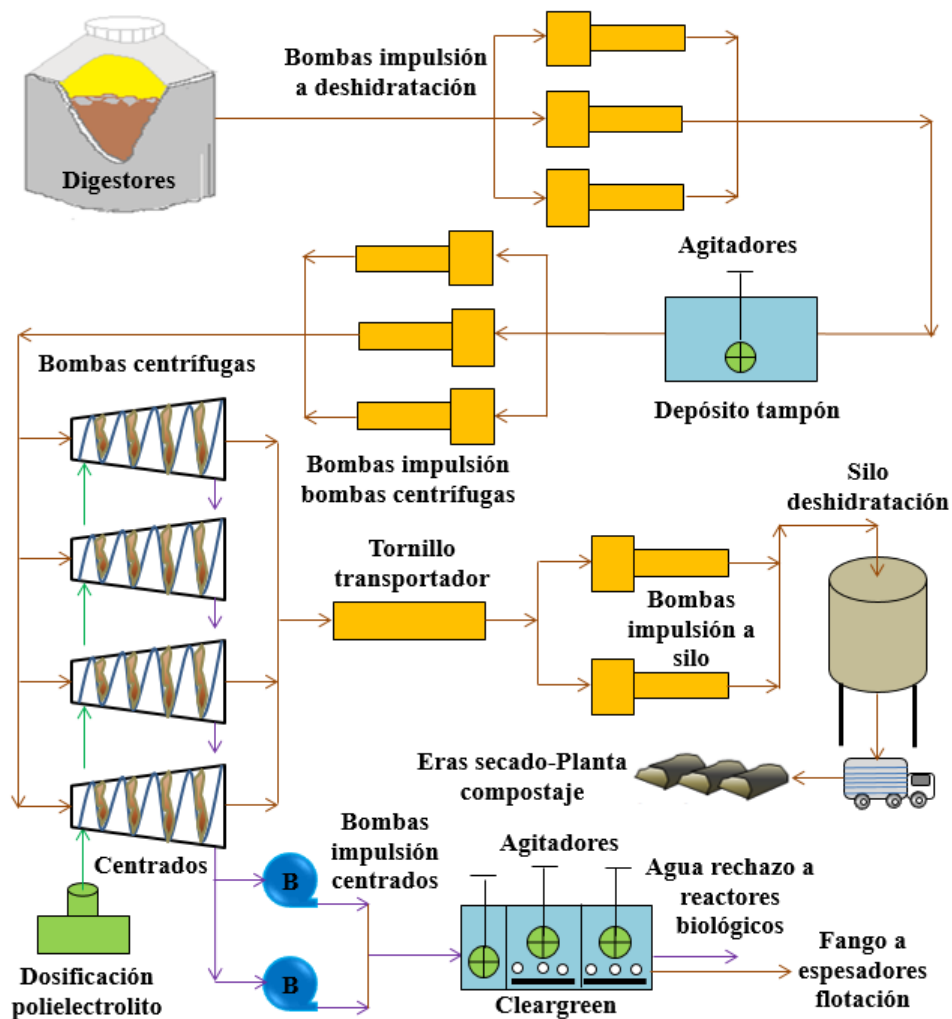 Bombas impulsión
a deshidratación
Digestores
Agitadores
Depósito tampón
Bombas centrífugas
Bombas impulsión
bombas centrífugas
Silo
deshidratación
Tornillo
transportador
Bombas
impulsión a
silo
Eras secado-Planta
compostaje
Bombas
impulsión
centrados
Centrados
B
B
Agitadores
Agua rechazo a
reactores
biológicos
Fango a
espesadores
flotación
Cleargreen
Dosificación
polielectrolito